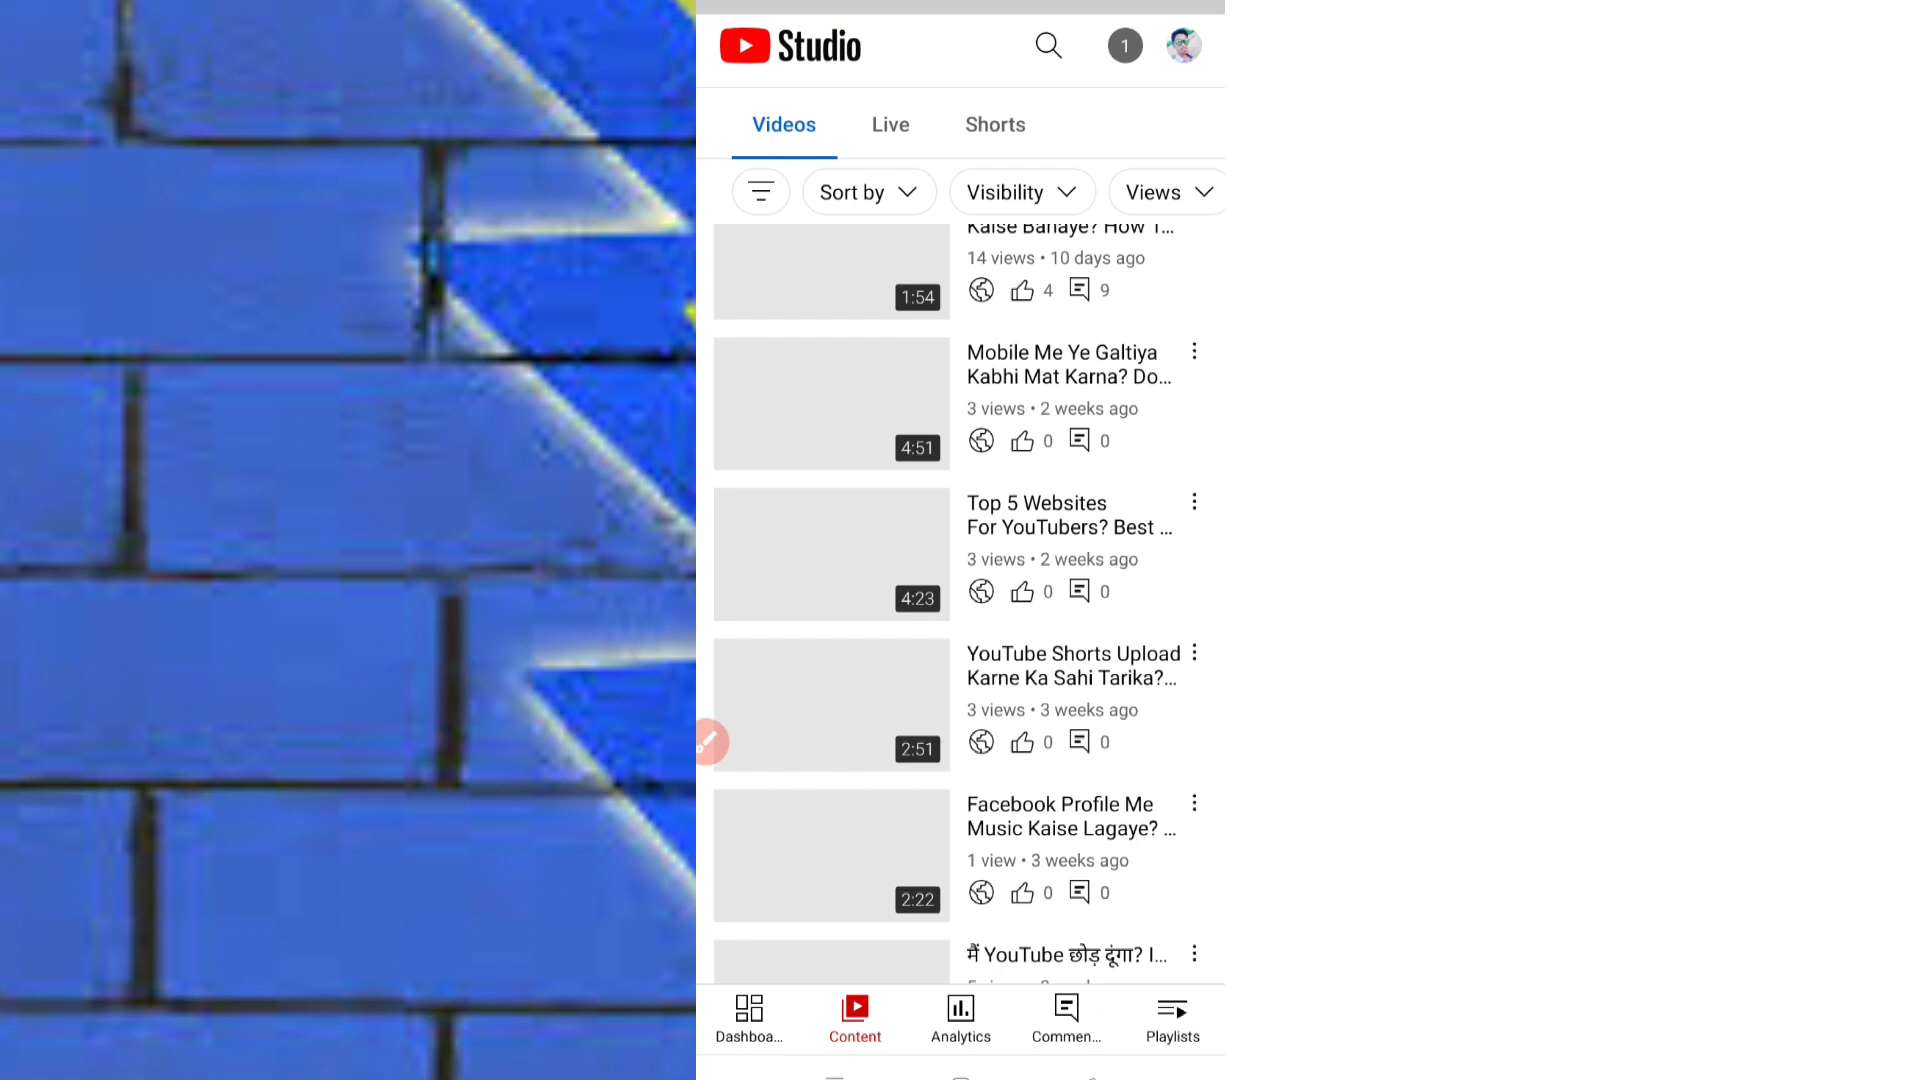 Studio
1
Videos Live Shorts
Sort by Visibility Views
Kaise Banaye? How T...
14 views • 10 days ago
1:54
4 9
Mobile Me Ye Galtiya
Kabhi Mat Karna? Do...
3 views • 2 weeks ago
4:51
0 0
Top 5 Websites
For YouTubers? Best ...
3 views • 2 weeks ago
4:23
0 0
YouTube Shorts Upload
Karne Ka Sahi Tarika?...
3 views • 3 weeks ago
2:51
0 0
Facebook Profile Me
Music Kaise Lagaye? ...
1 view • 3 weeks ago
2:22
0 0
मैं YouTube छोड़ दूंगा? I...
Dashboa... Content Analytics Commen... Playlists